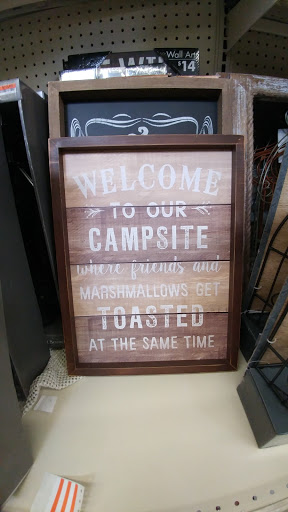 Wall Art
$14
WELCOME
TO OUR
CAMPSITE
where friends and
MARSHMALLOWS GET
TOASTED
AT THE SAME TIME